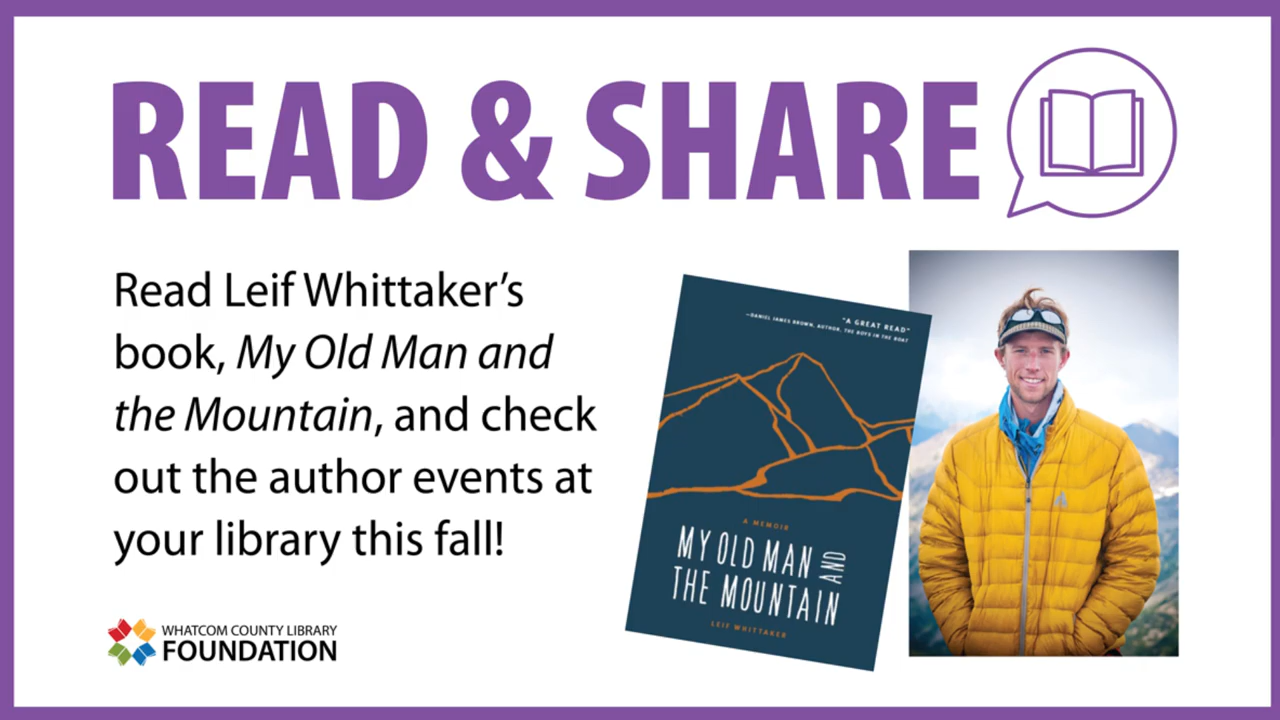 READ & SHARE
Read Leif Whittaker’s
book, My Old Man and
the Mountain, and check
out the author events at
your library this fall!
WHATCOM COUNTY LIBRARY
FOUNDATION
"A GREAT READ"
—DANIEL JAMES BROWN, AUTHOR, THE BOYS IN THE BOAT
A MEMOIR
MY OLD MAN AND
THE MOUNTAIN
LEIF WHITTAKER